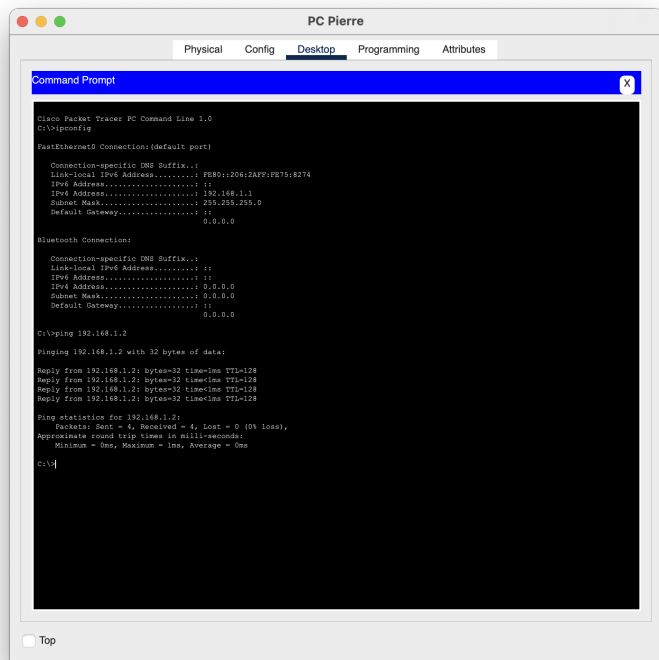 PC Pierre
Physical Config Desktop Programming Attributes
Command Prompt
X
Cisco Packet Tracer PC Command Line 1.0
C:\>ipconfig
FastEthernet0 Connection:(default port)
Connection-specific DNS Suffix..:
Link-local IPv6 Address.........: FE80::206:2AFF:FE75:8274
IPv6 Address....................: ::
IPv4 Address....................: 192.168.1.1
Subnet Mask.....................: 255.255.255.0
Default Gateway.................: ::
0.0.0.0
Bluetooth Connection:
Connection-specific DNS Suffix..:
Link-local IPv6 Address.........: ::
IPv6 Address....................: ::
IPv4 Address....................: 0.0.0.0
Subnet Mask.....................: 0.0.0.0
Default Gateway.................: ::
0.0.0.0
C:\>ping 192.168.1.2
Pinging 192.168.1.2 with 32 bytes of data:
Reply from 192.168.1.2: bytes=32 time=1ms TTL=128
Reply from 192.168.1.2: bytes=32 time<1ms TTL=128
Reply from 192.168.1.2: bytes=32 time<1ms TTL=128
Reply from 192.168.1.2: bytes=32 time<1ms TTL=128
Ping statistics for 192.168.1.2:
Packets: Sent = 4, Received = 4, Lost = 0 (0% loss),
Approximate round trip times in milli-seconds:
Minimum = 0ms, Maximum = 1ms, Average = 0ms
C:\>
Top